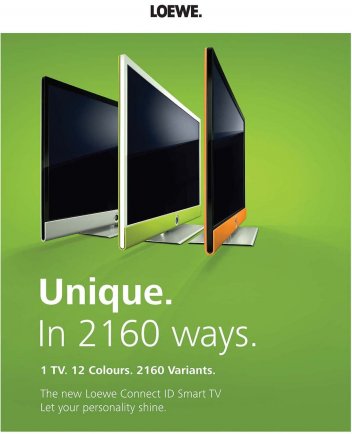 LOEWE.
Unique.
In 2160 ways.
1 TV. 12 Colours. 2160 Variants.
The new Loewe Connect ID Smart TV
Let your personality shine.